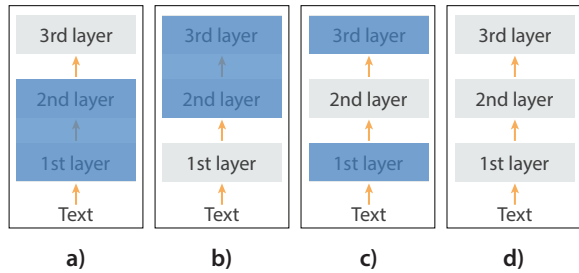 3rd layer
2nd layer
1st layer
Text
a)
3rd layer
2nd layer
1st layer
Text
b)
3rd layer
2nd layer
1st layer
Text
c)
3rd layer
2nd layer
1st layer
Text
d)